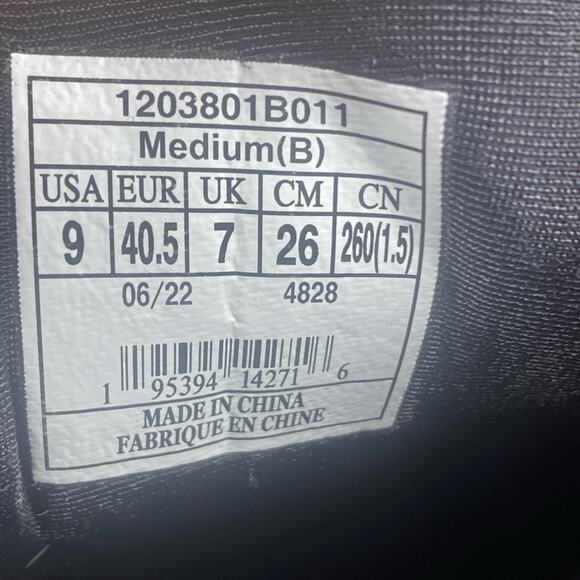 1203801B011
Medium(B)
USA EUR UK CM CN
9 40.5 7 26 260(1.5)
06/22 4828
1 95394 14271 6
MADE IN CHINA
FABRIQUE EN CHINE